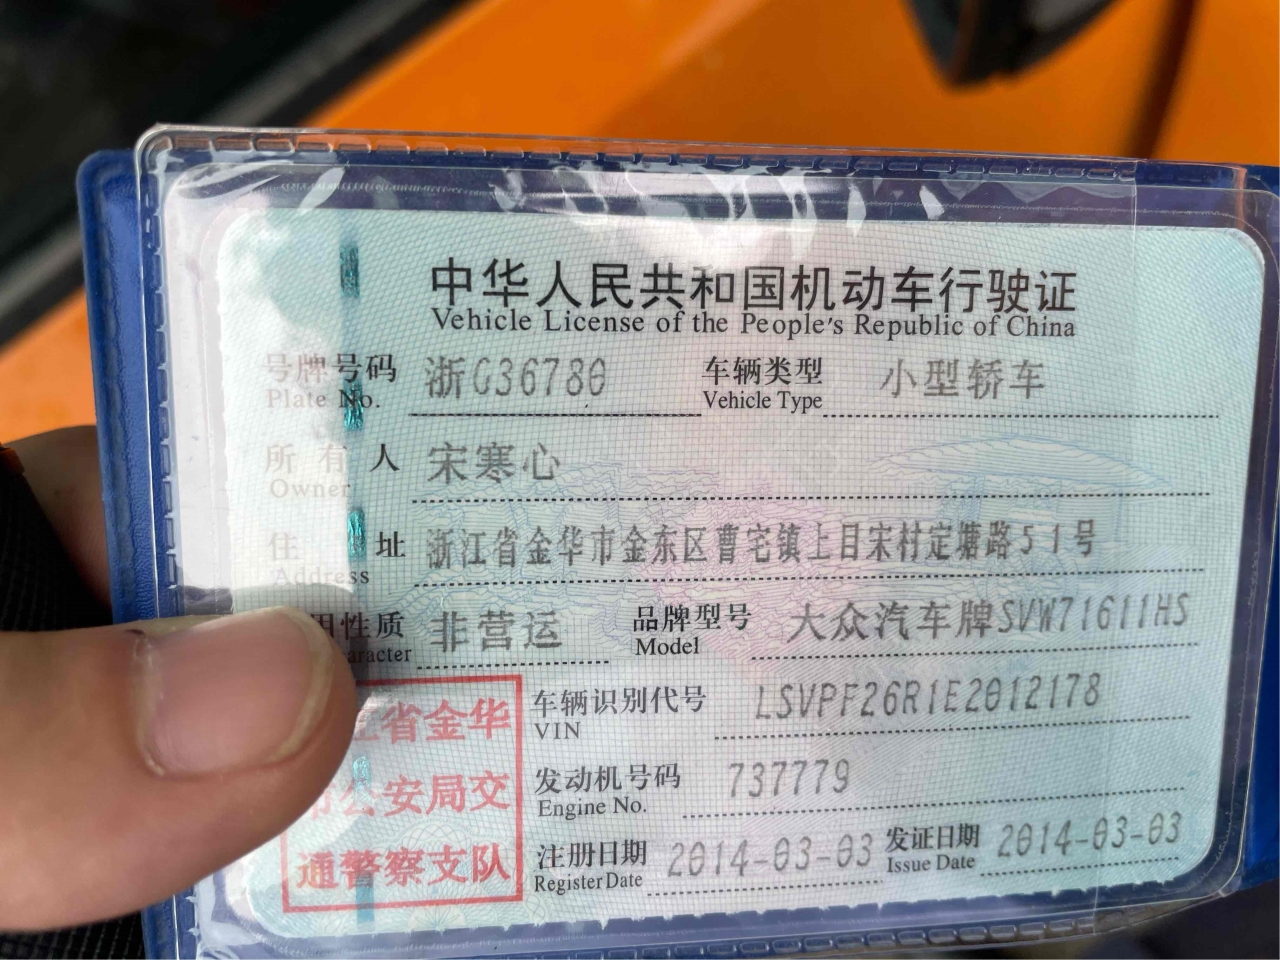 中华人民共和国机动车行驶证
Vehicle License of the People's Republic of China
号牌号码 浙G36780 车辆类型 小型轿车
Plate No. Vehicle Type
所有人 宋寒心
Owner
住址 浙江省金华市金东区曹宅镇上目宋村定塘路51号
Address
用性质 非营运 品牌型号 大众汽车牌SVW71611HS
aracter Model
车辆识别代号 LSVPF26R1E2012178
VIN
省金华
发动机号码 737779
Engine No.
公安局交
注册日期 2014-03-03 发证日期 2014-03-03
Register Date Issue Date
通警察支队